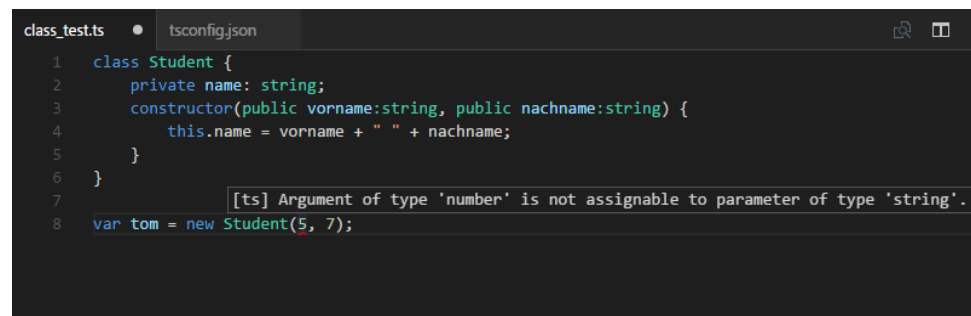 class_test.ts ● tsconfig.json
1 class Student {
2     private name: string;
3     constructor(public vorname:string, public nachname:string) {
4         this.name = vorname + " " + nachname;
5     }
6 }
7 [ts] Argument of type 'number' is not assignable to parameter of type 'string'.
8 var tom = new Student(5, 7);